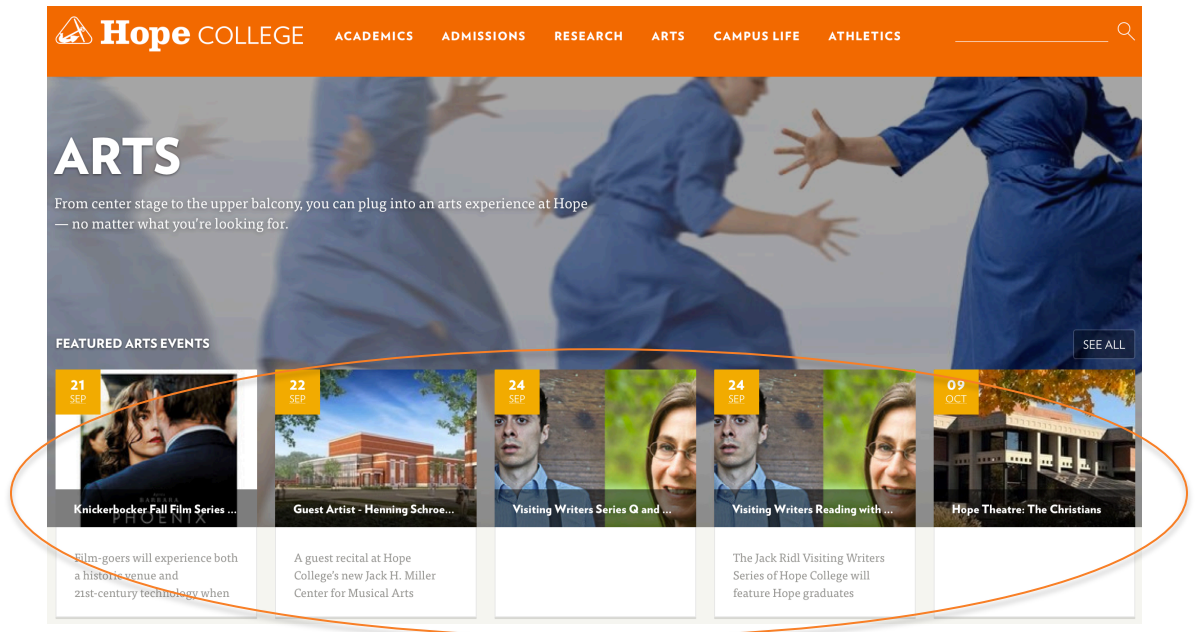 Hope COLLEGE
ACADEMICS ADMISSIONS RESEARCH ARTS CAMPUS LIFE ATHLETICS
ARTS
From center stage to the upper balcony, you can plug into an arts experience at Hope
— no matter what you're looking for.
FEATURED ARTS EVENTS
SEE ALL
21
SEP
BARBARA
PHOENIX
Knickerbocker Fall Film Series ...
Film-goers will experience both
a historic venue and
21st-century technology when
22
SEP
Guest Artist - Henning Schroe...
A guest recital at Hope
College's new Jack H. Miller
Center for Musical Arts
24
SEP
Visiting Writers Series Q and ...
24
SEP
Visiting Writers Reading with ...
The Jack Ridl Visiting Writers
Series of Hope College will
feature Hope graduates
09
OCT
Hope Theatre: The Christians